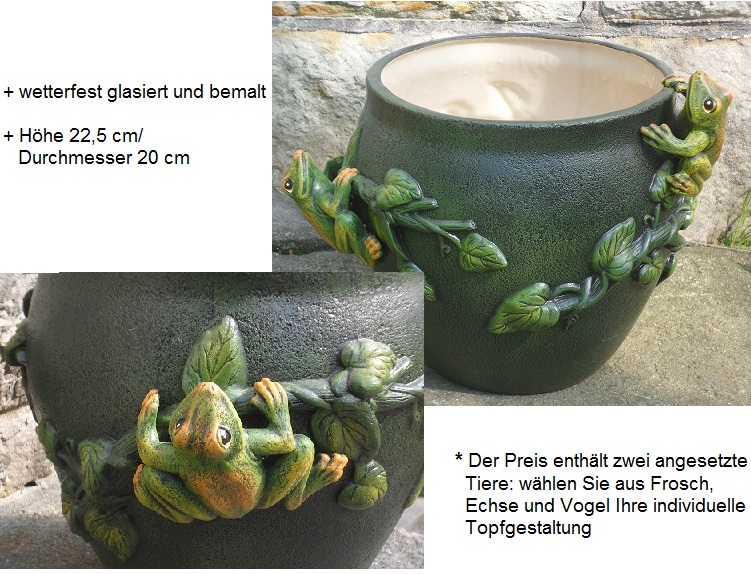 + wetterfest glasiert und bemalt
+ Höhe 22,5 cm/
Durchmesser 20 cm
* Der Preis enthält zwei angesetzte
Tiere: wählen Sie aus Frosch,
Echse und Vogel Ihre individuelle
Topfgestaltung